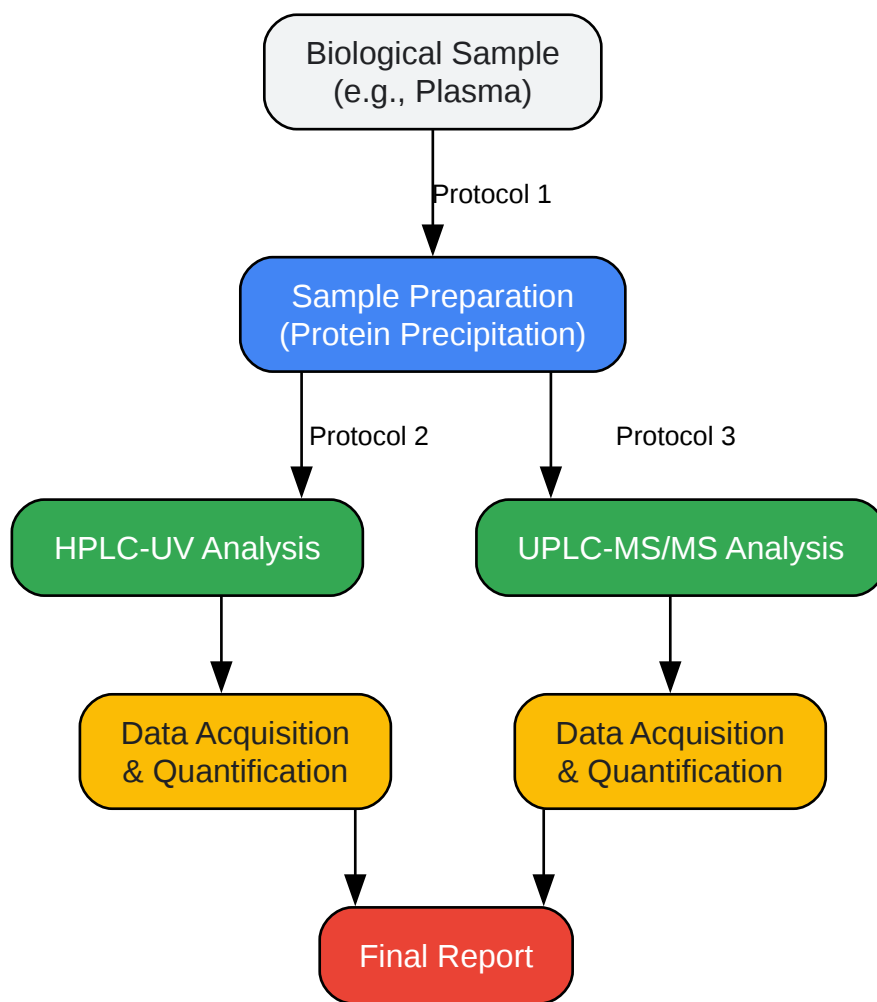 Biological Sample
(e.g., Plasma)
Protocol 1
Sample Preparation
(Protein Precipitation)
Protocol 2
Protocol 3
HPLC-UV Analysis
UPLC-MS/MS Analysis
Data Acquisition
& Quantification
Data Acquisition
& Quantification
Final Report